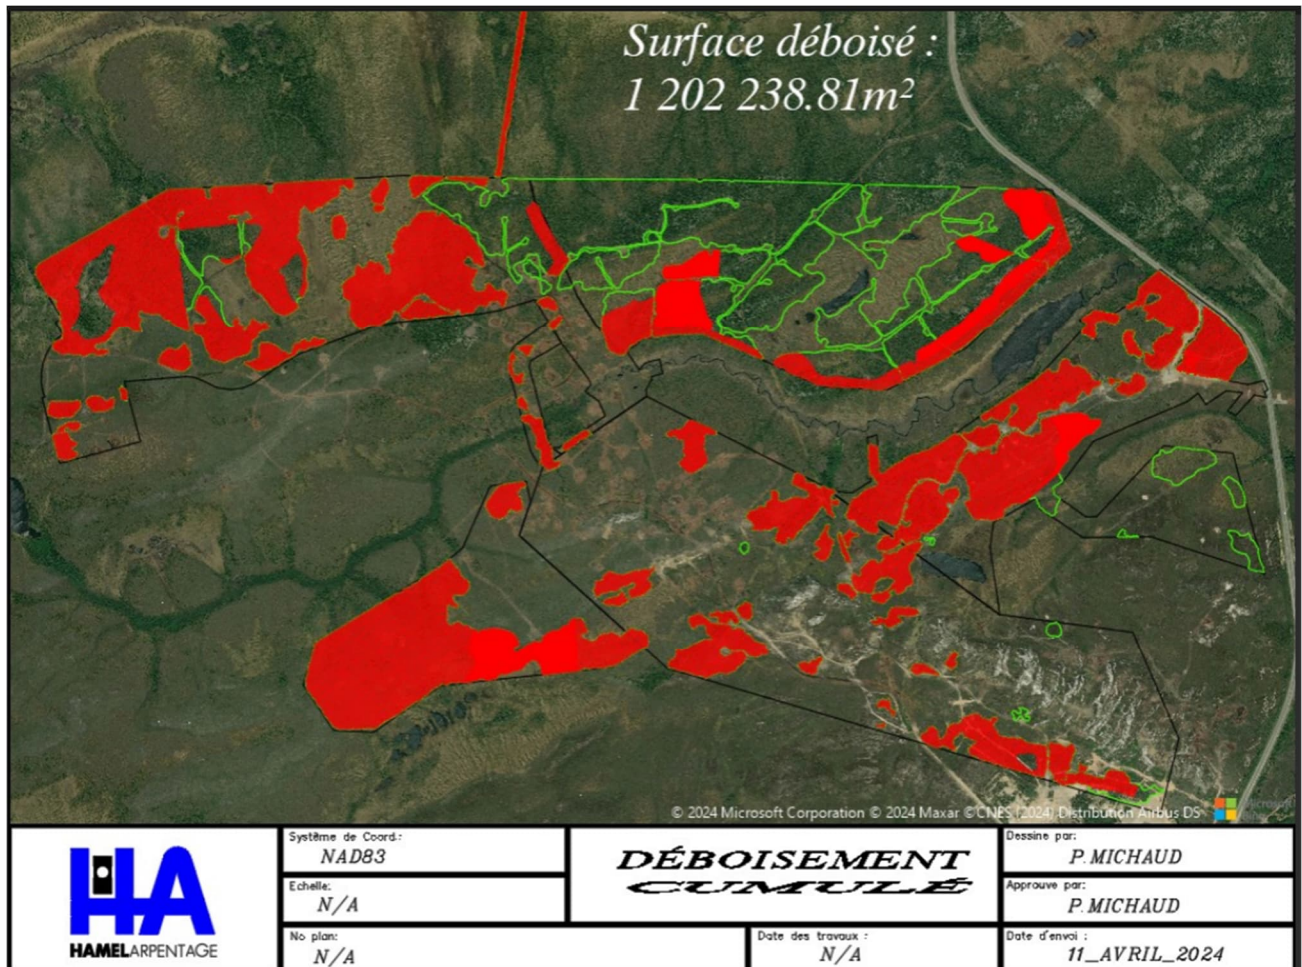 Surface déboisé :
1 202 238.81m²
© 2024 Microsoft Corporation © 2024 Maxar ©CNES (2024) Distribution Airbus DS
Microsoft
HA
HAMELARPENTAGE
Système de Coord.:
NAD83
Echelle:
N/A
No plan:
N/A
DÉBOISEMENT
CUMULÉ
Date des travaux :
N/A
Dessine par:
P.MICHAUD
Approuve par:
P.MICHAUD
Date d'envoi :
11_AVRIL_2024